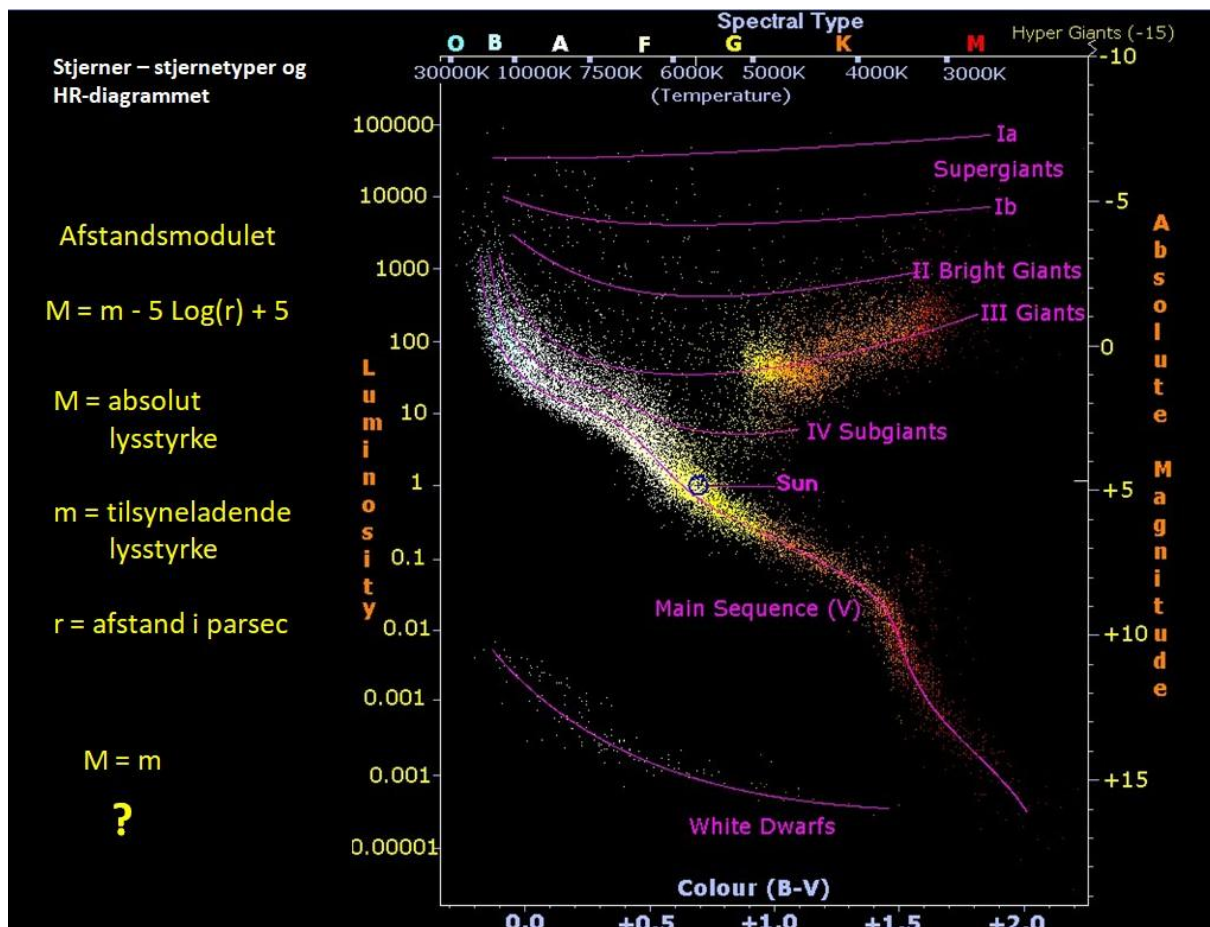 Spectral Type
Hyper Giants (-15)
O B A F G K M
30000K 10000K 7500K 6000K 5000K 4000K 3000K
(Temperature)
Stjerner – stjernetyper og
HR-diagrammet
Afstandsmodulet
M = m - 5 Log(r) + 5
M = absolut
lysstyrke
m = tilsyneladende
lysstyrke
r = afstand i parsec
M = m
?
Luminosity
100000
10000
1000
100
10
1
0.1
0.01
0.001
0.001
0.00001
Ia
Supergiants
Ib
II Bright Giants
III Giants
IV Subgiants
Sun
Main Sequence (V)
White Dwarfs
-10
-5
0
+5
+10
+15
Absolute Magnitude
Colour (B-V)
0.0 +0.5 +1.0 +1.5 +2.0